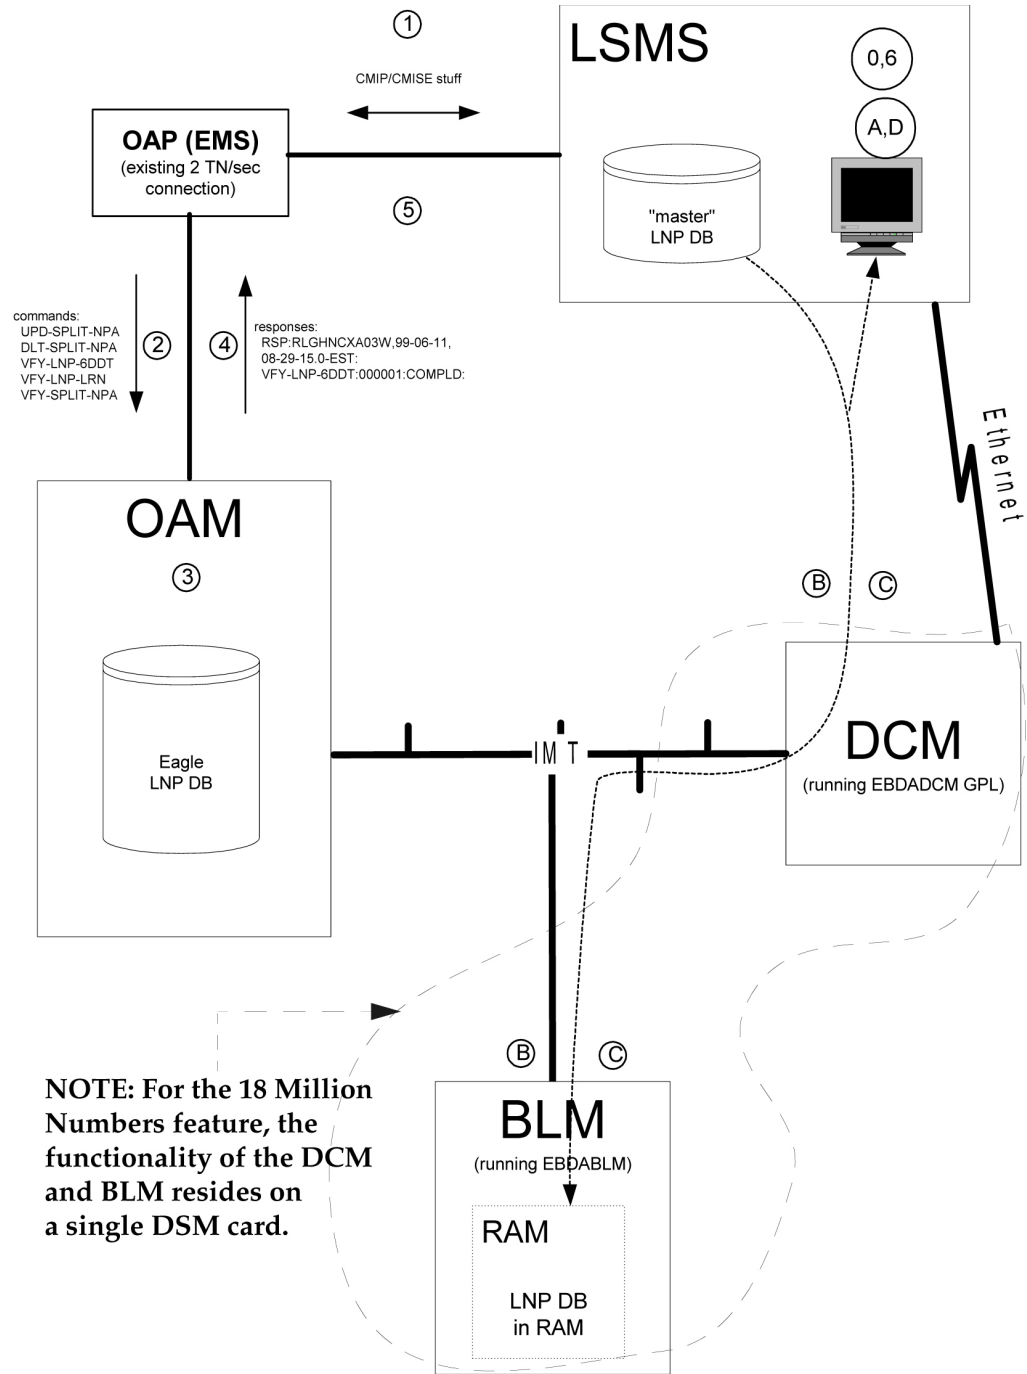 1
LSMS
0,6
CMIP/CMISE stuff
A,D
OAP (EMS)
(existing 2 TN/sec
connection)
5
"master"
LNP DB
commands:
UPD-SPLIT-NPA
DLT-SPLIT-NPA
VFY-LNP-6DDT
VFY-LNP-LRN
VFY-SPLIT-NPA
2
4
responses:
RSP:RLGHNCXA03W,99-06-11,
08-29-15.0-EST:
VFY-LNP-6DDT:000001:COMPLD:
Ethernet
OAM
3
B
C
Eagle
LNP DB
IMT
DCM
(running EBDADCM GPL)
B
C
NOTE: For the 18 Million
Numbers feature, the
functionality of the DCM
and BLM resides on
a single DSM card.
BLM
(running EBDABLM)
RAM
LNP DB
in RAM